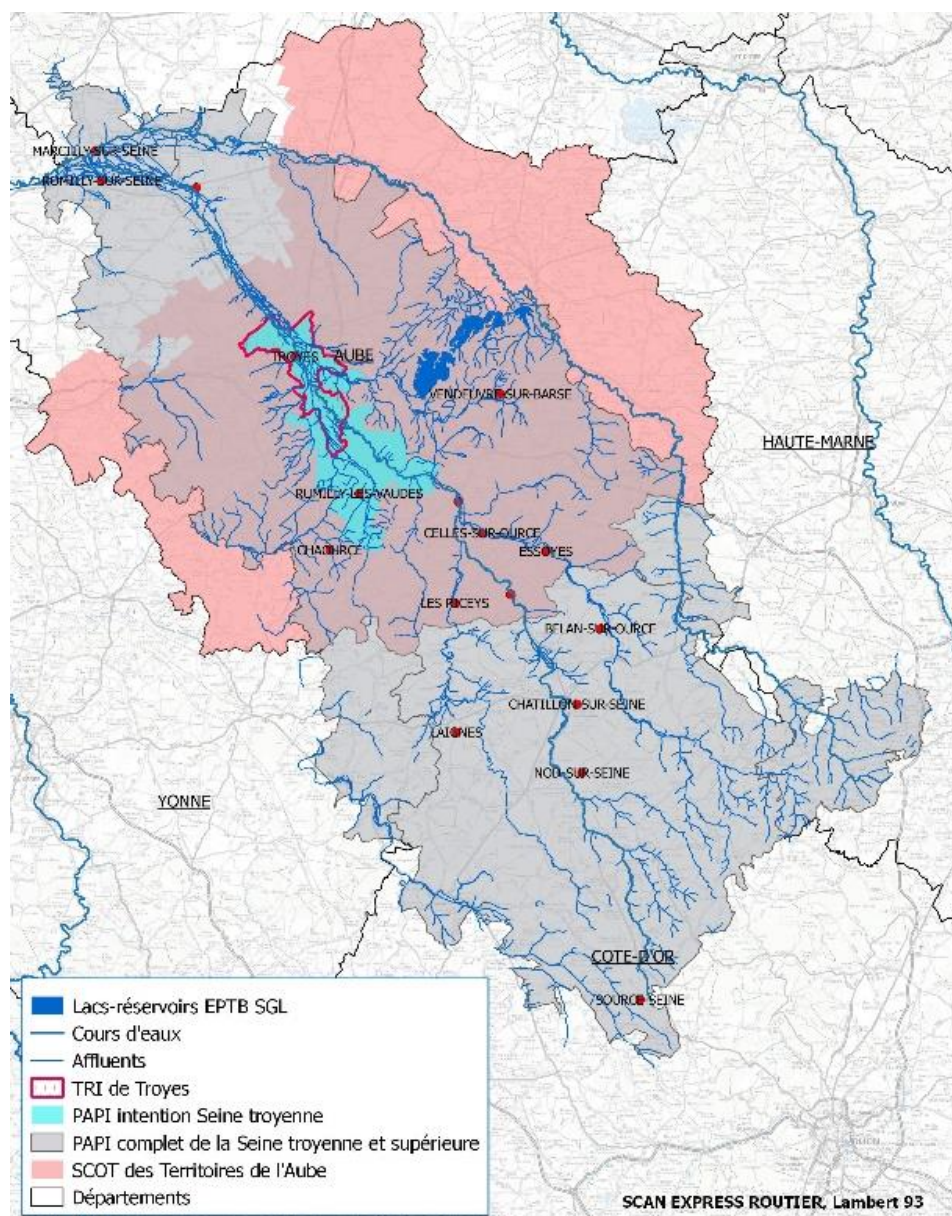 MARCILLY-SUR-SEINE
ROMILLY-SUR-SEINE
TROYES
AUBE
VENDEUVRE-SUR-BARSE
HAUTE-MARNE
RUMILLY-LES-VAUDES
CELLES-SUR-OURCE
CHAOURCE
ESSOYES
LES RICEYS
BELAN-SUR-OURCE
CHATILLON-SUR-SEINE
LAIGNES
NOD-SUR-SEINE
YONNE
COTE-D'OR
SOURCE SEINE
Lacs-réservoirs EPTB SGL
Cours d'eaux
Affluents
TRI de Troyes
PAPI intention Seine troyenne
PAPI complet de la Seine troyenne et supérieure
SCOT des Territoires de l'Aube
Départements
SCAN EXPRESS ROUTIER, Lambert 93